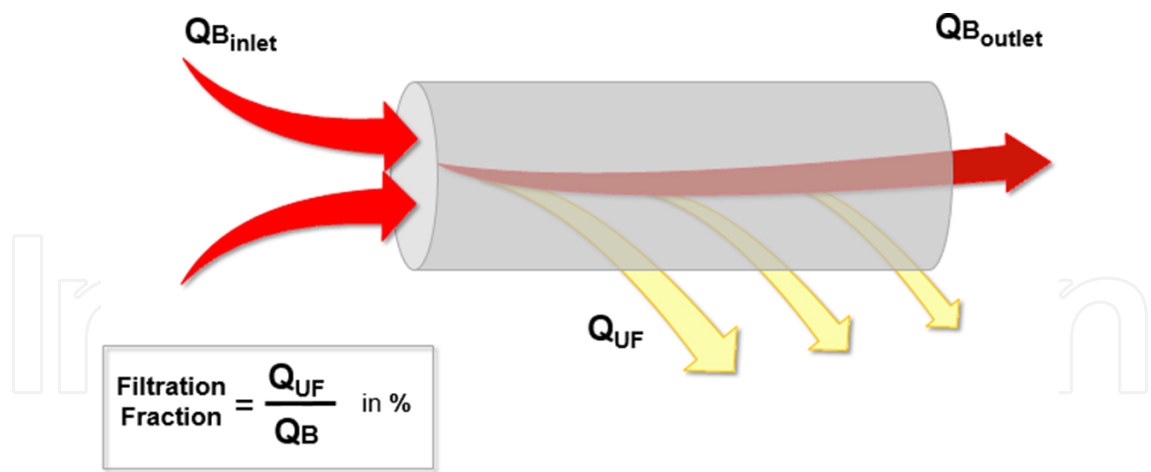 QBinlet
QBoutlet
QUF
Filtration Fraction = QUF / QB in %